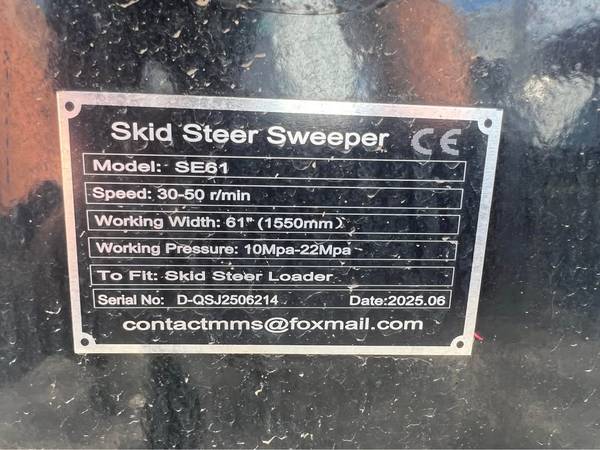 Skid Steer Sweeper CE
Model: SE61
Speed: 30-50 r/min
Working Width: 61" (1550mm)
Working Pressure: 10Mpa-22Mpa
To Fit: Skid Steer Loader
Serial No: D-QSJ2506214 Date:2025.06
contactmms@foxmail.com